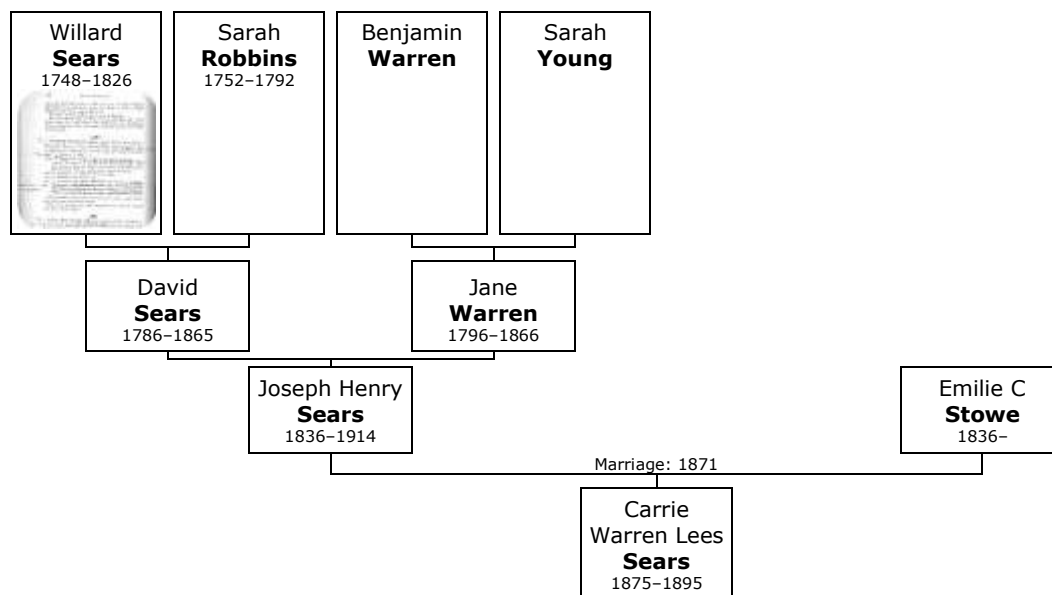 Willard
Sears
1748–1826
Sarah
Robbins
1752–1792
Benjamin
Warren
Sarah
Young
David
Sears
1786–1865
Jane
Warren
1796–1866
Joseph Henry
Sears
1836–1914
Emilie C
Stowe
1836–
Marriage: 1871
Carrie
Warren Lees
Sears
1875–1895